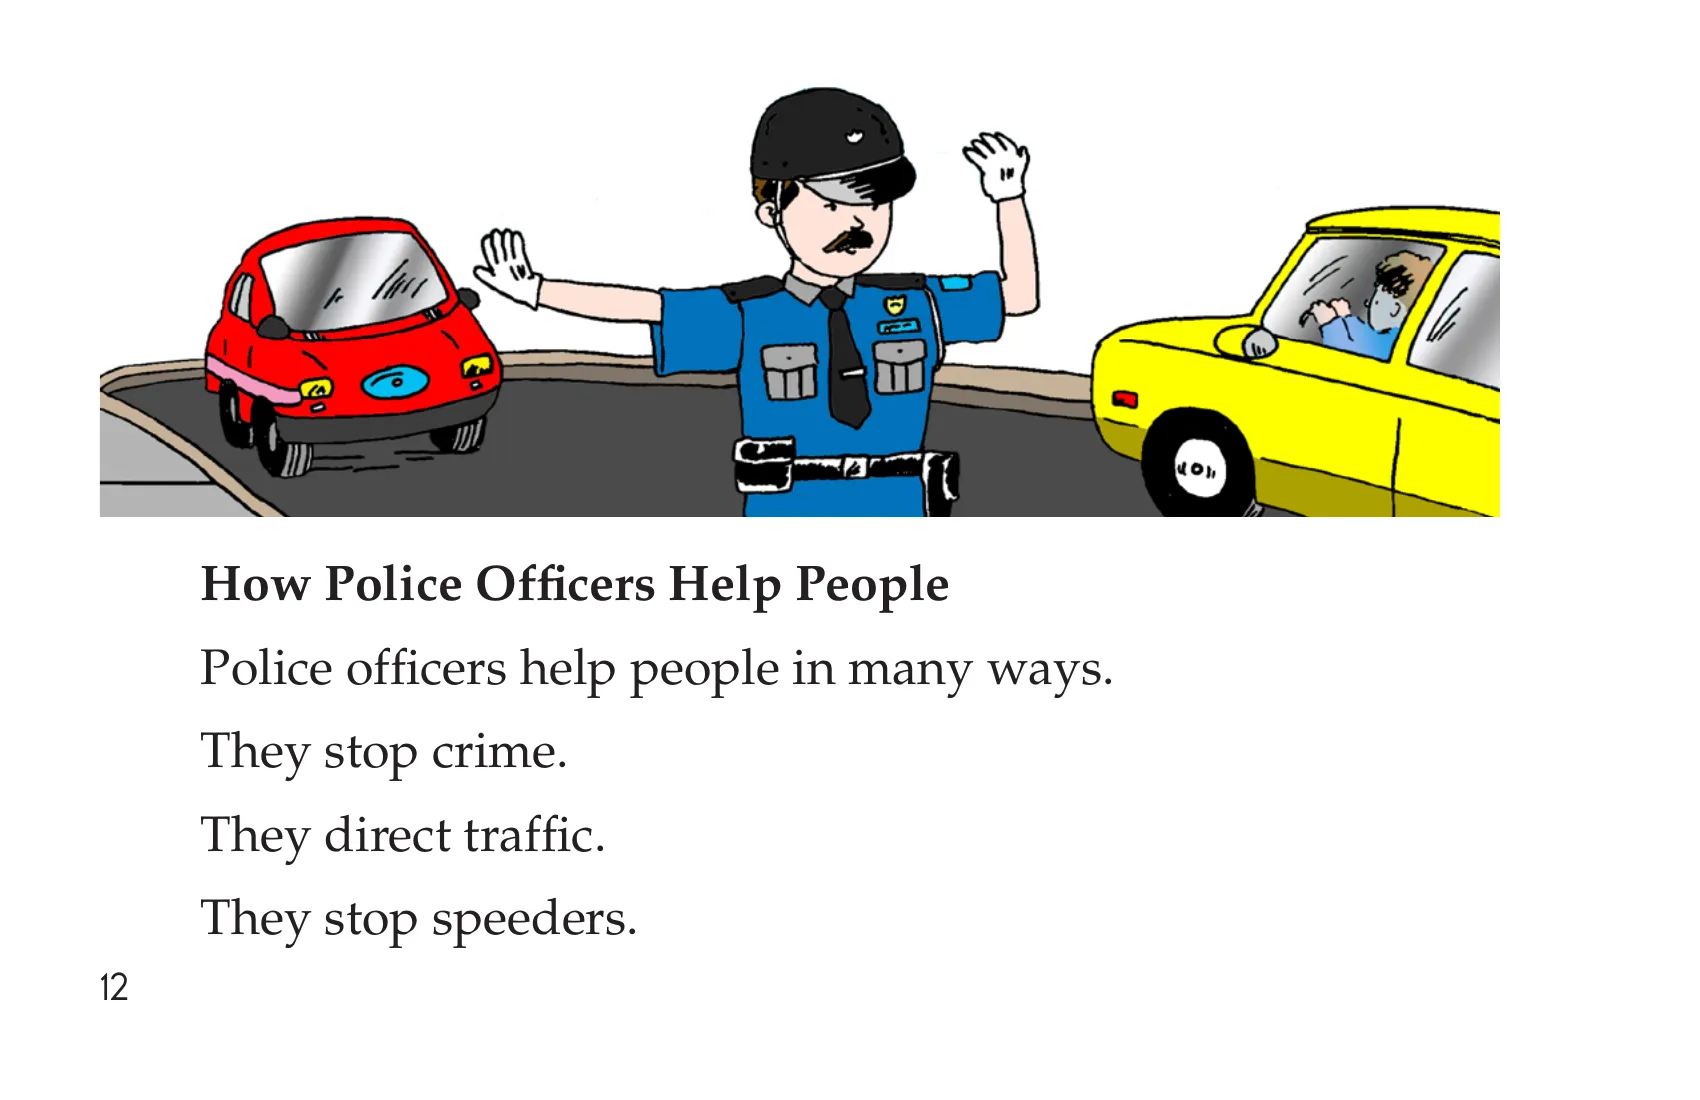 How Police Officers Help People
Police officers help people in many ways.
They stop crime.
They direct traffic.
They stop speeders.
12